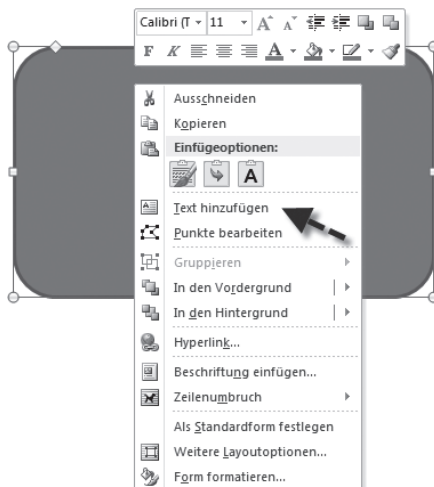 Calibri (T 11 A A
F K A
Ausschneiden
Kopieren
Einfügeoptionen:
A
Text hinzufügen
Punkte bearbeiten
Gruppieren
In den Vordergrund
In den Hintergrund
Hyperlink...
Beschriftung einfügen...
Zeilenumbruch
Als Standardform festlegen
Weitere Layoutoptionen...
Form formatieren...